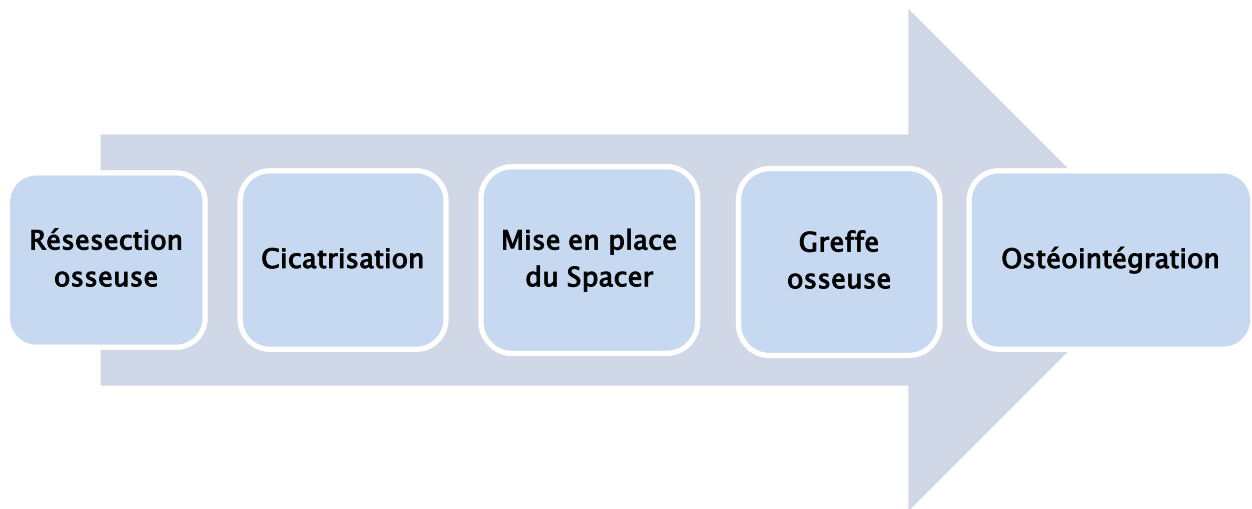 Résesection
osseuse
Cicatrisation
Mise en place
du Spacer
Greffe
osseuse
Ostéointégration